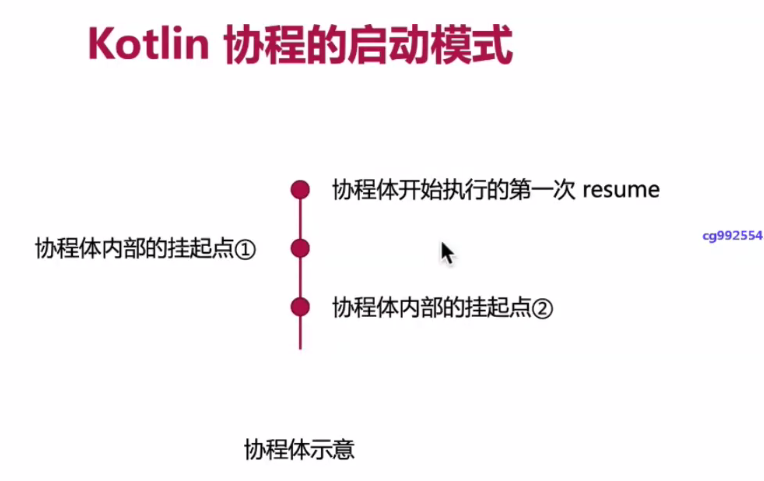 Kotlin 协程的启动模式
协程体开始执行的第一次 resume
cg992554
协程体内部的挂起点①
协程体内部的挂起点②
协程体示意